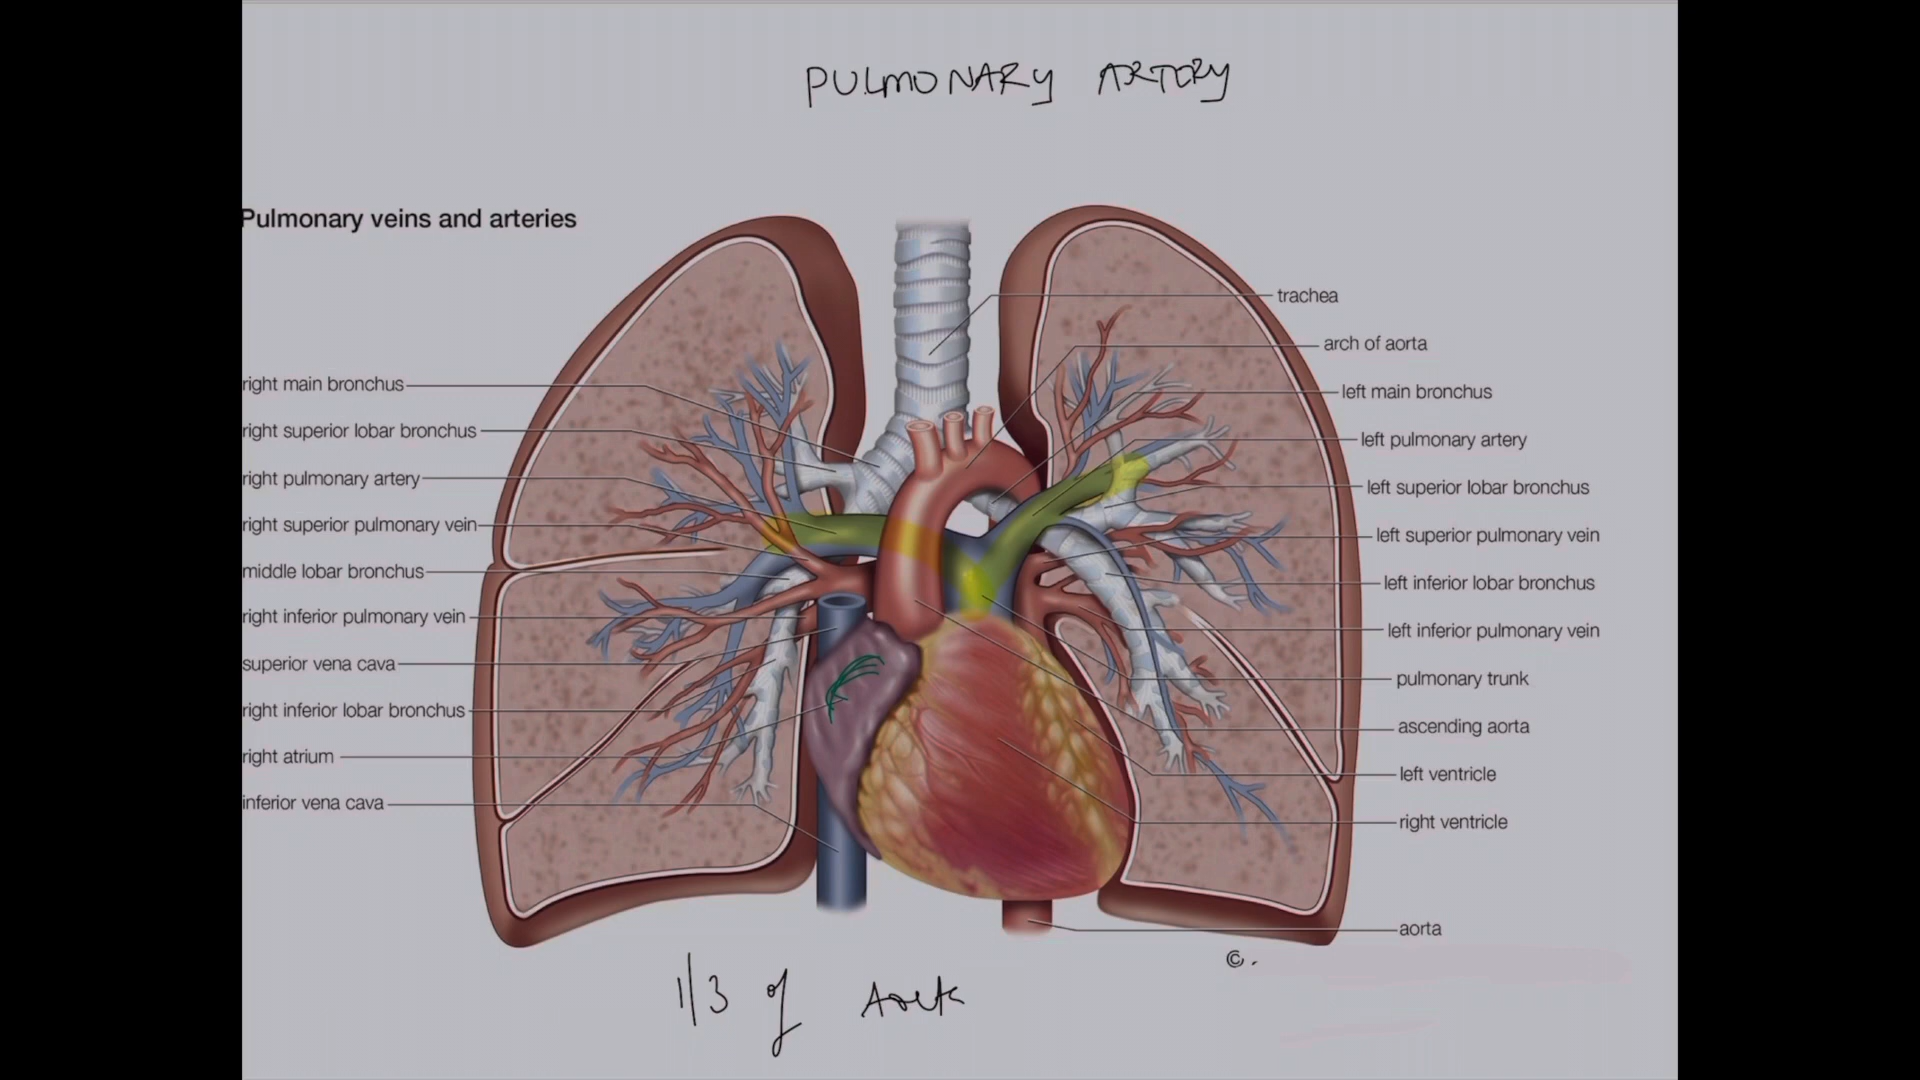 PULMONARY ARTERY
Pulmonary veins and arteries
trachea
arch of aorta
right main bronchus
left main bronchus
right superior lobar bronchus
left pulmonary artery
right pulmonary artery
left superior lobar bronchus
right superior pulmonary vein
left superior pulmonary vein
middle lobar bronchus
left inferior lobar bronchus
right inferior pulmonary vein
left inferior pulmonary vein
superior vena cava
pulmonary trunk
right inferior lobar bronchus
ascending aorta
right atrium
left ventricle
inferior vena cava
right ventricle
aorta
©.
1/3 of Aorta